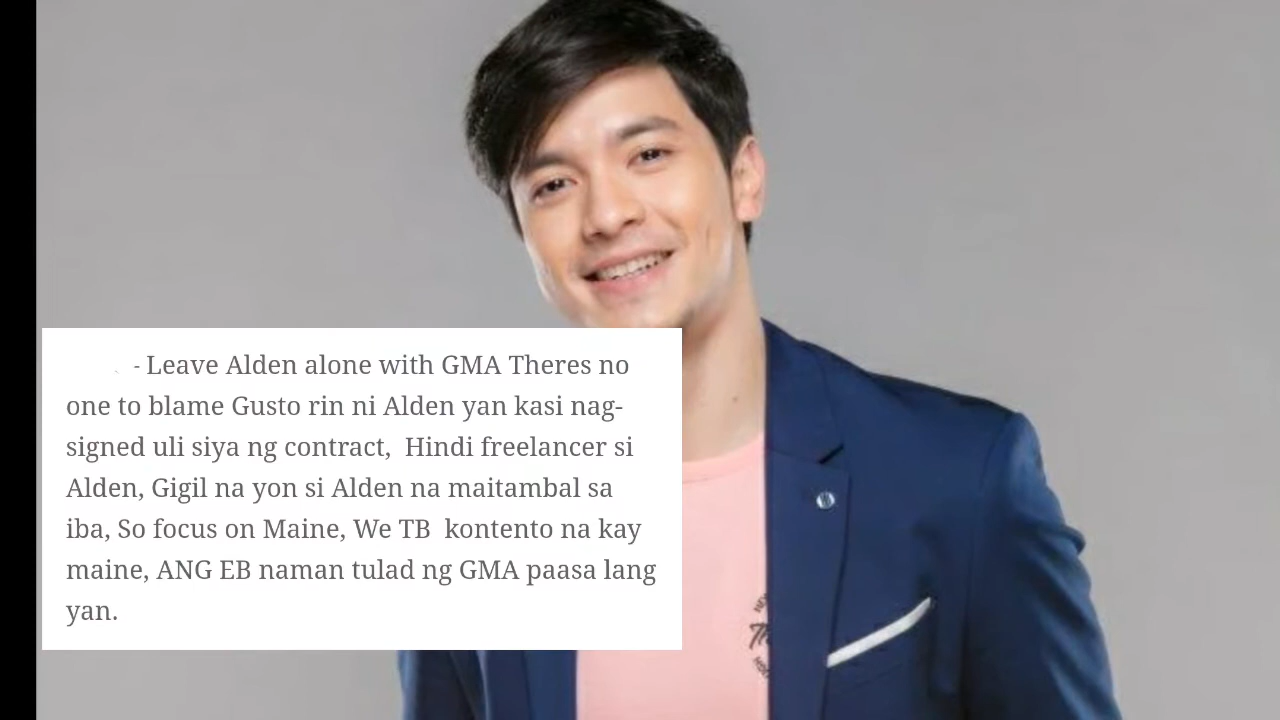 - Leave Alden alone with GMA Theres no
one to blame Gusto rin ni Alden yan kasi nag-
signed uli siya ng contract,  Hindi freelancer si
Alden, Gigil na yon si Alden na maitambal sa
iba, So focus on Maine, We TB  kontento na kay
maine, ANG EB naman tulad ng GMA paasa lang
yan.